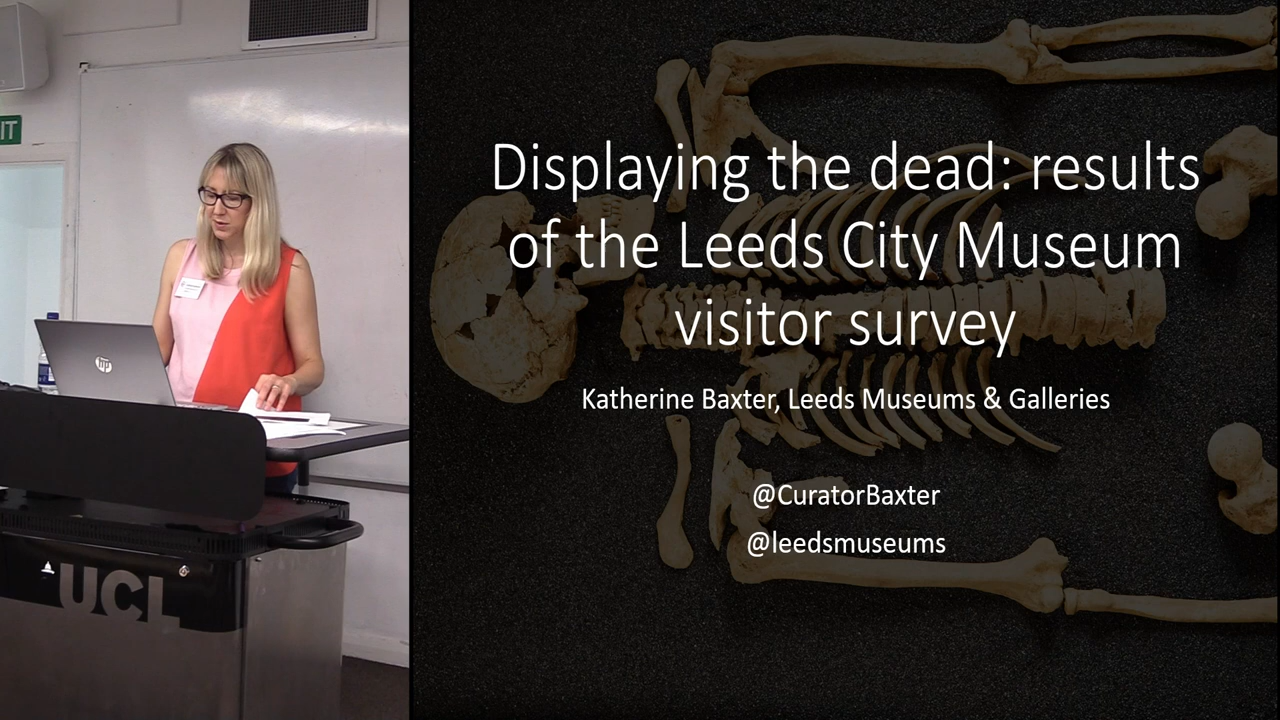 IT
hp
UCL
Displaying the dead: results
of the Leeds City Museum
visitor survey
Katherine Baxter, Leeds Museums & Galleries
@CuratorBaxter
@leedsmuseums